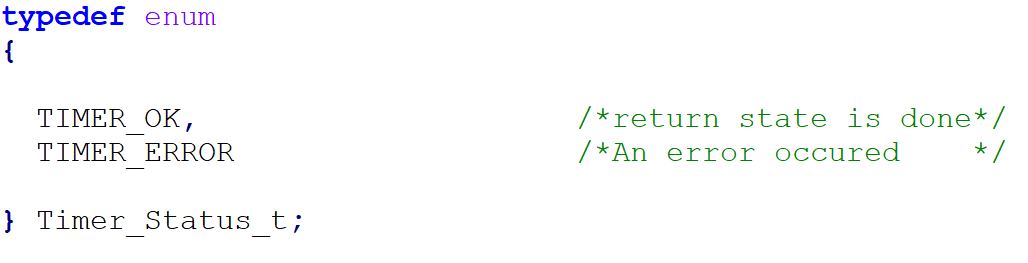 typedef enum
{
TIMER_OK, /*return state is done*/
TIMER_ERROR /*An error occured */
} Timer_Status_t;